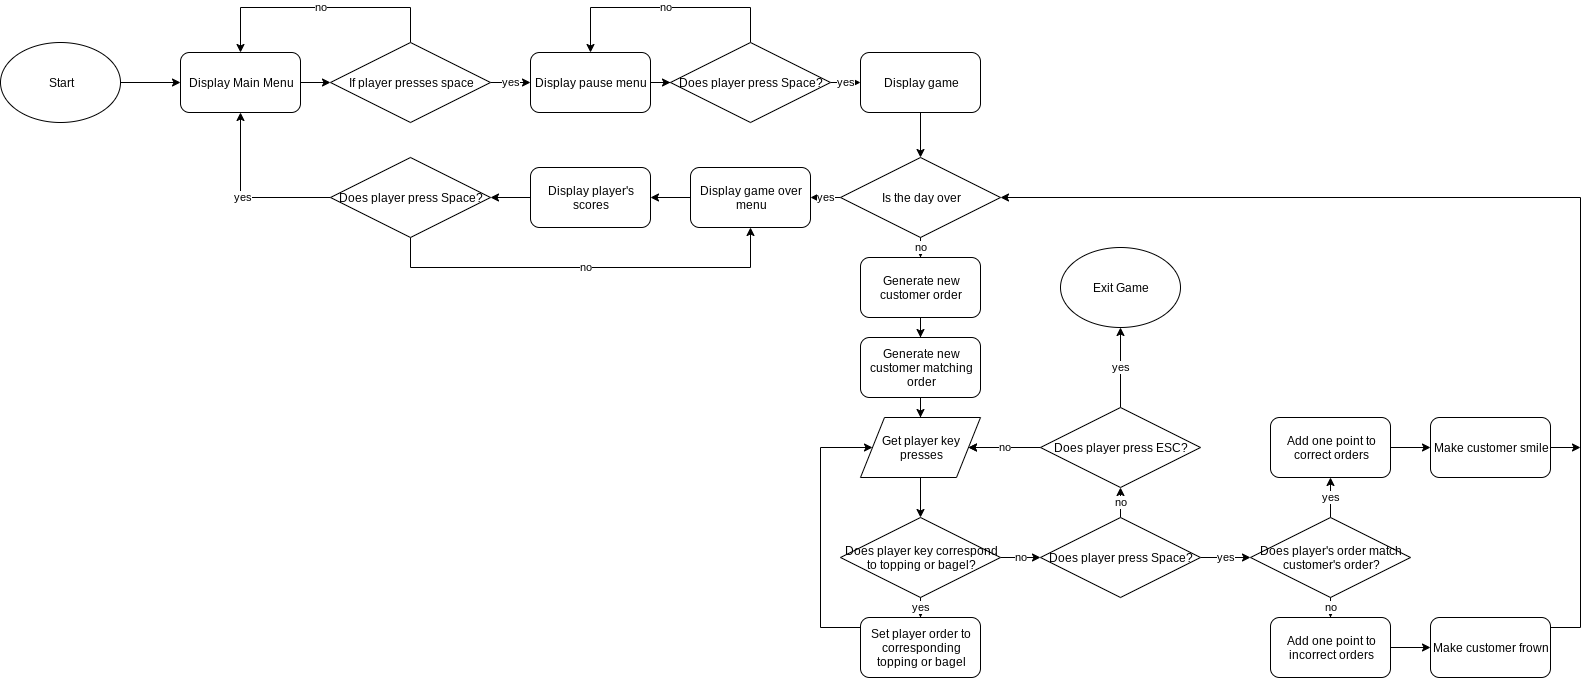 no
no
Start
Display Main Menu
If player presses space
yes
Display pause menu
Does player press Space?
yes
Display game
yes
Does player press Space?
Display player's
scores
Display game over
menu
yes
Is the day over
no
no
Generate new
customer order
Exit Game
Generate new
customer matching
order
yes
Get player key
presses
no
Does player press ESC?
Add one point to
correct orders
Make customer smile
no
yes
Does player key correspond
to topping or bagel?
no
Does player press Space?
yes
Does player's order match
customer's order?
yes
no
Set player order to
corresponding
topping or bagel
Add one point to
incorrect orders
Make customer frown